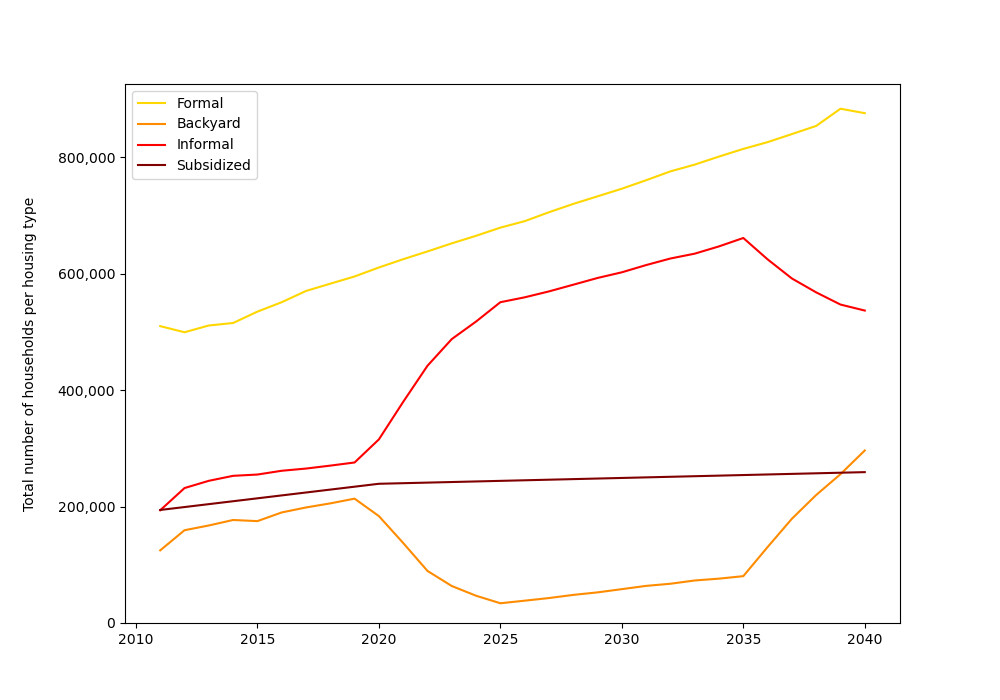 Formal
Backyard
Informal
Subsidized
Total number of households per housing type
800,000
600,000
400,000
200,000
0
2010
2015
2020
2025
2030
2035
2040